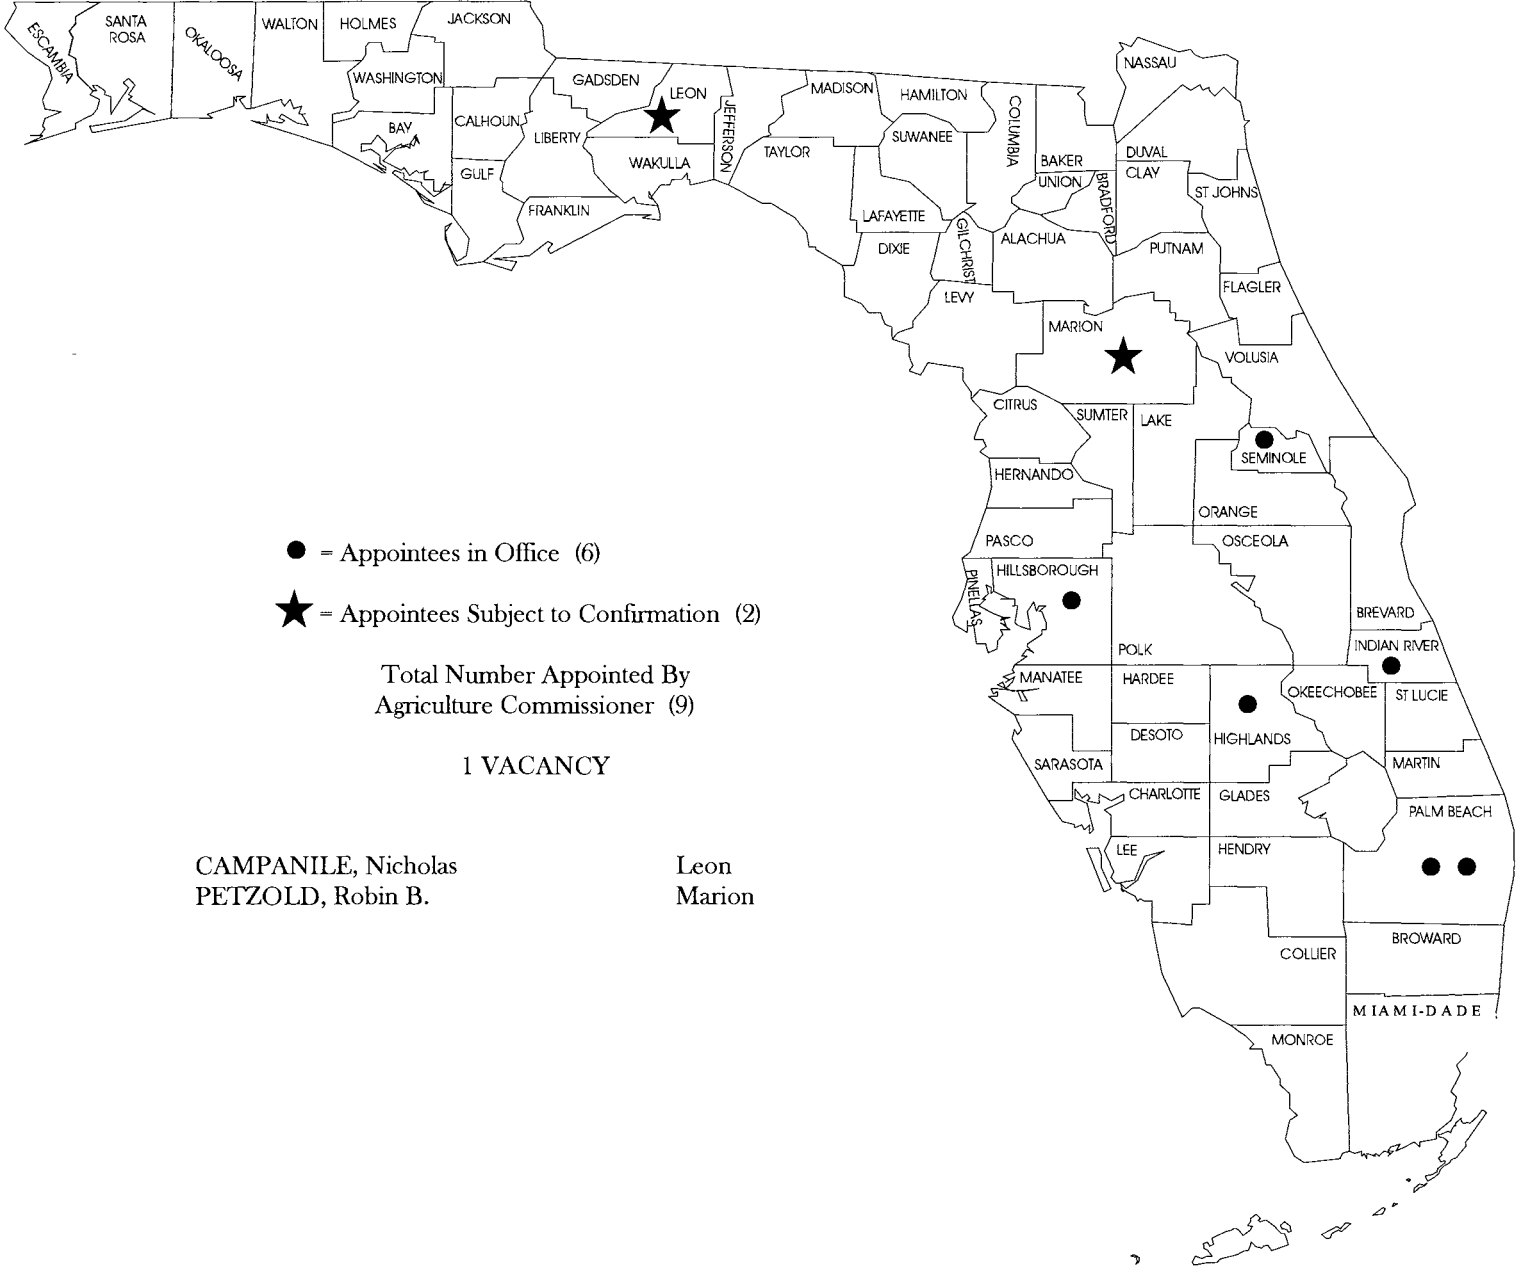 ESCAMBIA
SANTA
ROSA
OKALOOSA
WALTON
HOLMES
JACKSON
WASHINGTON
BAY
CALHOUN
GULF
GADSDEN
LIBERTY
FRANKLIN
LEON
WAKULLA
JEFFERSON
MADISON
TAYLOR
HAMILTON
SUWANEE
LAFAYETTE
DIXIE
COLUMBIA
GILCHRIST
BAKER
UNION
BRADFORD
ALACHUA
LEVY
NASSAU
DUVAL
CLAY
ST JOHNS
PUTNAM
FLAGLER
MARION
VOLUSIA
CITRUS
SUMTER
LAKE
SEMINOLE
HERNANDO
ORANGE
PASCO
OSCEOLA
HILLSBOROUGH
PINELLAS
POLK
BREVARD
INDIAN RIVER
MANATEE
HARDEE
OKEECHOBEE
ST LUCIE
DESOTO
HIGHLANDS
SARASOTA
MARTIN
CHARLOTTE
GLADES
PALM BEACH
LEE
HENDRY
BROWARD
COLLIER
MIAMI-DADE
MONROE
= Appointees in Office (6)
= Appointees Subject to Confirmation (2)
Total Number Appointed By
Agriculture Commissioner (9)
1 VACANCY
CAMPANILE, Nicholas Leon
PETZOLD, Robin B. Marion